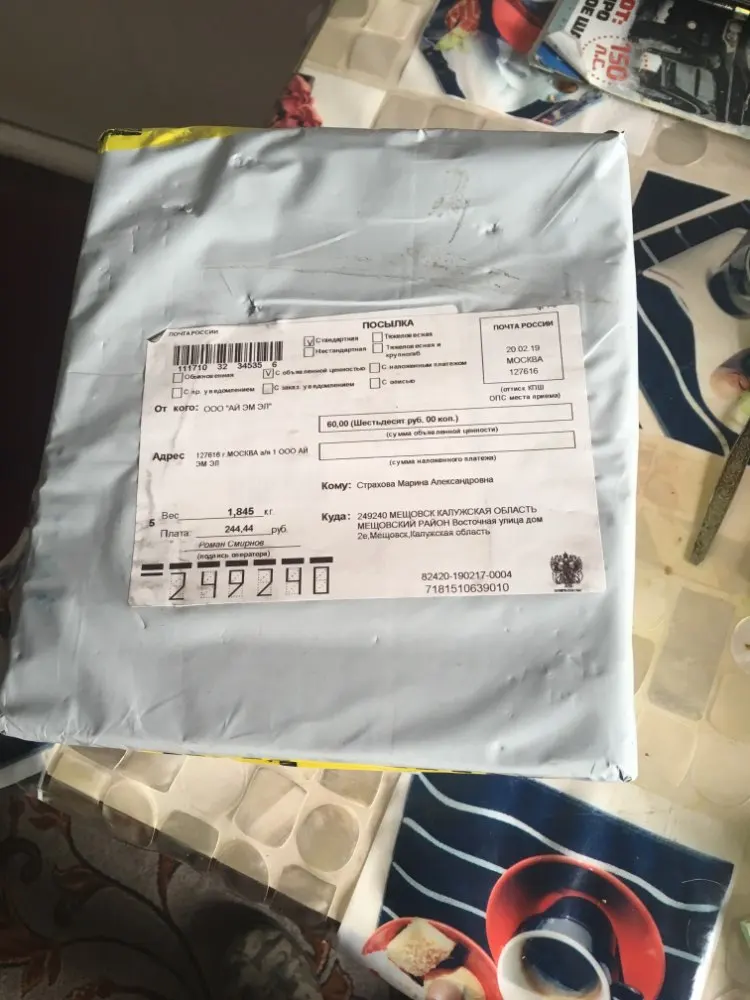 ОТ:
150
Л.С.
ПОЧТА РОССИИ
ПОСЫЛКА
111710 32 34535 6
V Стандартная
Нестандартная
Тяжеловесная
Тяжеловесная и
крупногаб
Обыкновенная
V С объявленной ценностью
С наложенным платежом
С пр. уведомлением
С заказ. уведомлением
С описью
ПОЧТА РОССИИ
20.02.19
МОСКВА
127616
(оттиск КПШ
ОПС места приема)
От кого: ООО "АЙ ЭМ ЭЛ"
60,00 (Шестьдесят руб. 00 коп.)
(сумма объявленной ценности)
Адрес 127616 г.МОСКВА а/я 1 ООО АЙ
ЭМ ЭЛ
(сумма наложенного платежа)
Кому: Страхова Марина Александровна
Куда: 249240 МЕЩОВСК КАЛУЖСКАЯ ОБЛАСТЬ
МЕЩОВСКИЙ РАЙОН Восточная улица дом
2е,Мещовск,Калужская область
5
Вес 1,845 кг.
Плата: 244,44 руб.
Роман Смирнов
(подпись оператора)
249240
82420-190217-0004
7181510639010